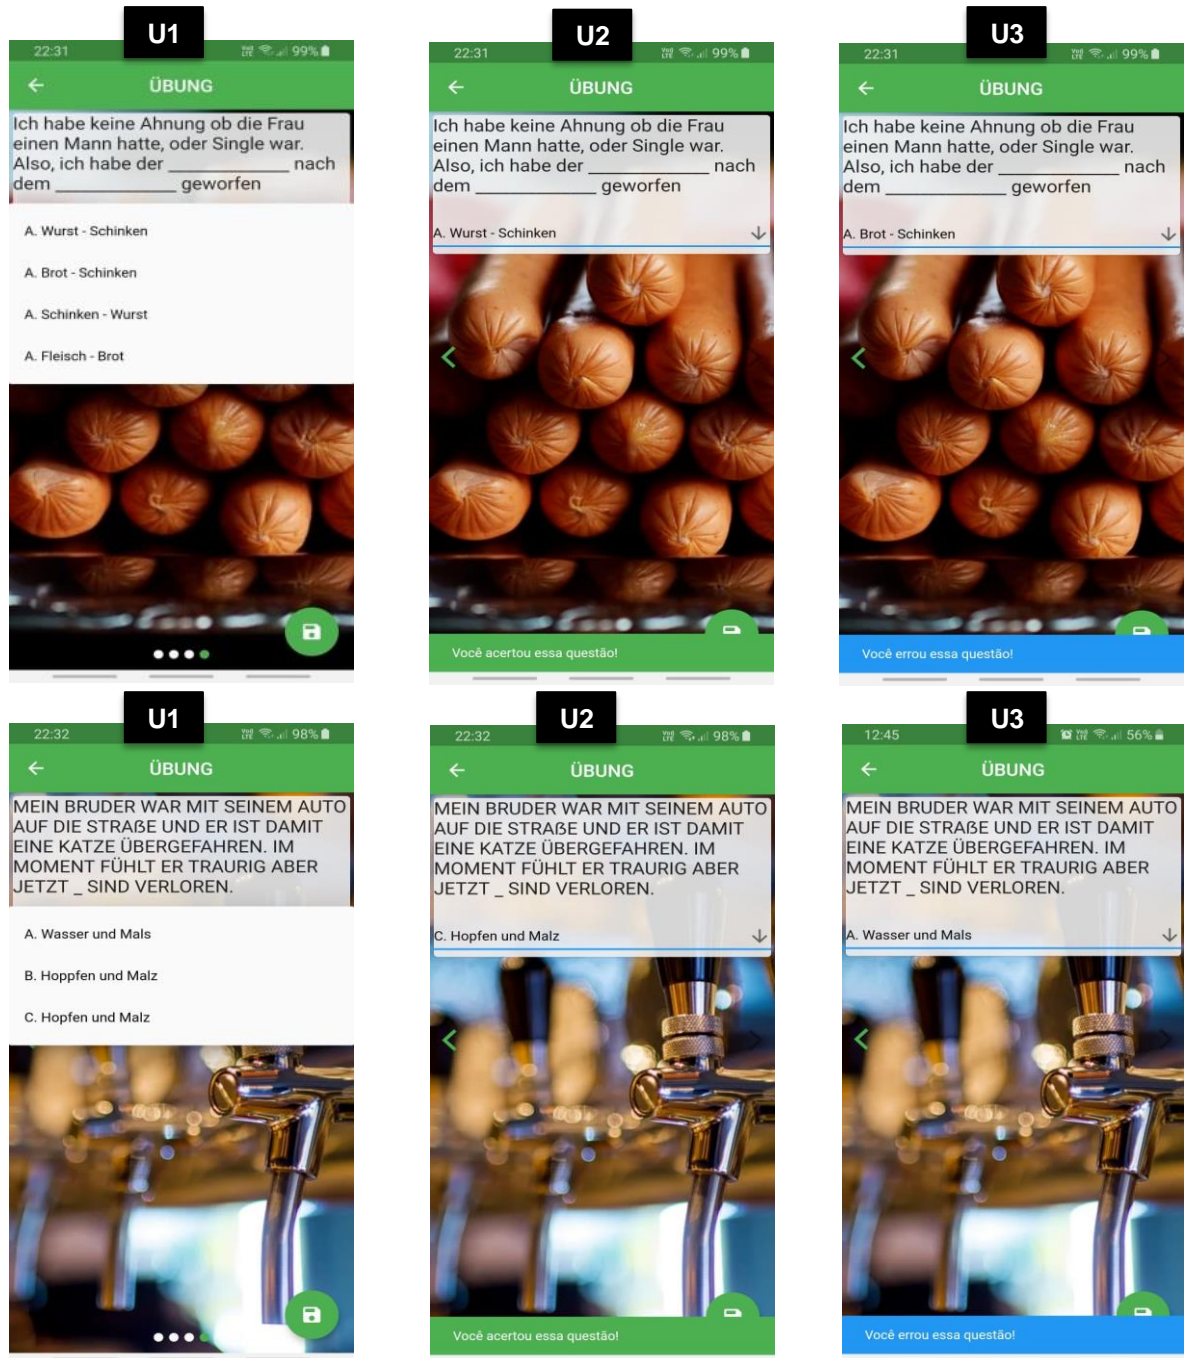 U1
22:31
99%
ÜBUNG
Ich habe keine Ahnung ob die Frau
einen Mann hatte, oder Single war.
Also, ich habe der ____________ nach
dem ____________ geworfen
A. Wurst - Schinken
A. Brot - Schinken
A. Schinken - Wurst
A. Fleisch - Brot
U2
22:31
99%
ÜBUNG
Ich habe keine Ahnung ob die Frau
einen Mann hatte, oder Single war.
Also, ich habe der ____________ nach
dem ____________ geworfen
A. Wurst - Schinken
Você acertou essa questão!
U3
22:31
99%
ÜBUNG
Ich habe keine Ahnung ob die Frau
einen Mann hatte, oder Single war.
Also, ich habe der ____________ nach
dem ____________ geworfen
A. Brot - Schinken
Você errou essa questão!
U1
22:32
98%
ÜBUNG
MEIN BRUDER WAR MIT SEINEM AUTO
AUF DIE STRAßE UND ER IST DAMIT
EINE KATZE ÜBERGEFAHREN. IM
MOMENT FÜHLT ER TRAURIG ABER
JETZT _ SIND VERLOREN.
A. Wasser und Mals
B. Hoppfen und Malz
C. Hopfen und Malz
U2
22:32
98%
ÜBUNG
MEIN BRUDER WAR MIT SEINEM AUTO
AUF DIE STRAßE UND ER IST DAMIT
EINE KATZE ÜBERGEFAHREN. IM
MOMENT FÜHLT ER TRAURIG ABER
JETZT _ SIND VERLOREN.
C. Hopfen und Malz
Você acertou essa questão!
U3
12:45
56%
ÜBUNG
MEIN BRUDER WAR MIT SEINEM AUTO
AUF DIE STRAßE UND ER IST DAMIT
EINE KATZE ÜBERGEFAHREN. IM
MOMENT FÜHLT ER TRAURIG ABER
JETZT _ SIND VERLOREN.
A. Wasser und Mals
Você errou essa questão!